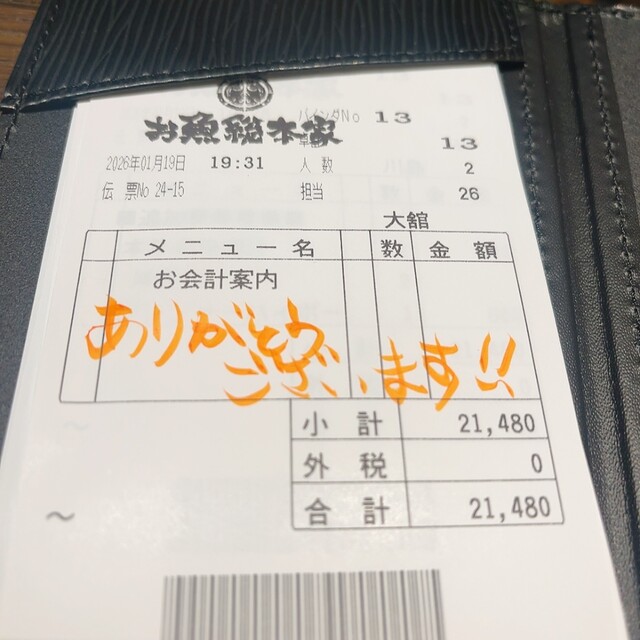 お魚総本家
バインダNo 13
卓 13
2026年01月19日 19:31 人数 2
伝 票No 24-15 担当 26
大舘
メニュー名 数 金額
お会計案内
ありがとう
ございます!!
小計 21,480
外税 0
合計 21,480
～